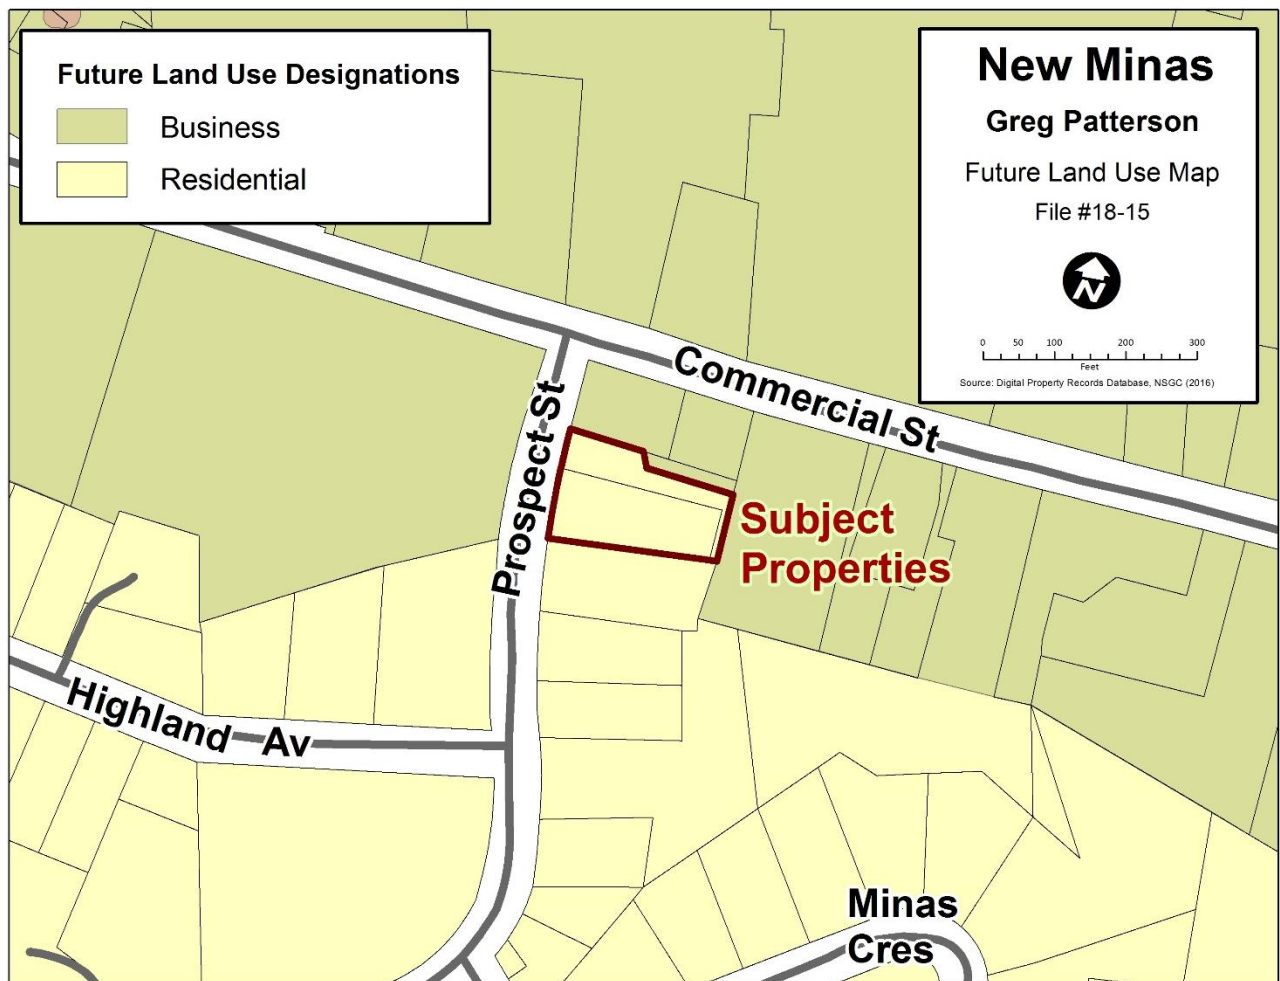 Future Land Use Designations
Business
Residential
New Minas
Greg Patterson
Future Land Use Map
File #18-15
N
0 50 100 200 300
Feet
Source: Digital Property Records Database, NSGC (2016)
Commercial St
Prospect St
Subject
Properties
Highland Av
Minas
Cres